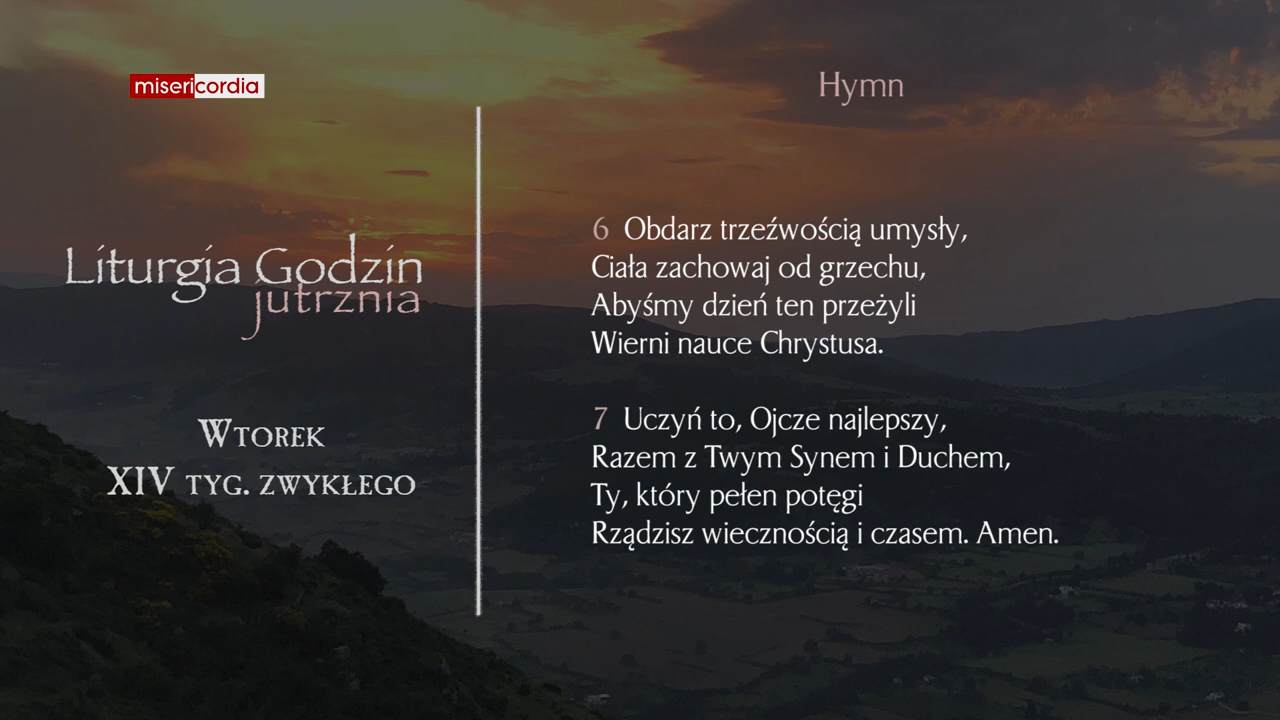 misericordia
Liturgia Godzin
jutrznia
Wtorek
XIV tyg. zwykłego
Hymn
6 Obdarz trzeźwością umysły,
Ciała zachowaj od grzechu,
Abyśmy dzień ten przeżyli
Wierni nauce Chrystusa.
7 Uczyń to, Ojcze najlepszy,
Razem z Twym Synem i Duchem,
Ty, który pełen potęgi
Rządzisz wiecznością i czasem. Amen.